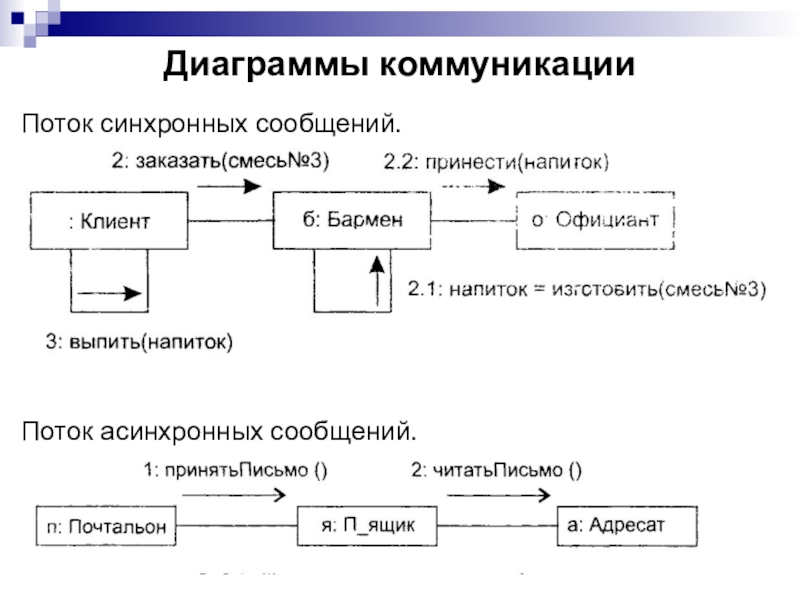 Диаграммы коммуникации
Поток синхронных сообщений.
2: заказать(смесь№3)
2.2: принести(напиток)
: Клиент
б: Бармен
о: Официант
2.1: напиток = изготовить(смесь№3)
3: выпить(напиток)
Поток асинхронных сообщений.
1: принятьПисьмо ()
2: читатьПисьмо ()
п: Почтальон
я: П_ящик
а: Адресат